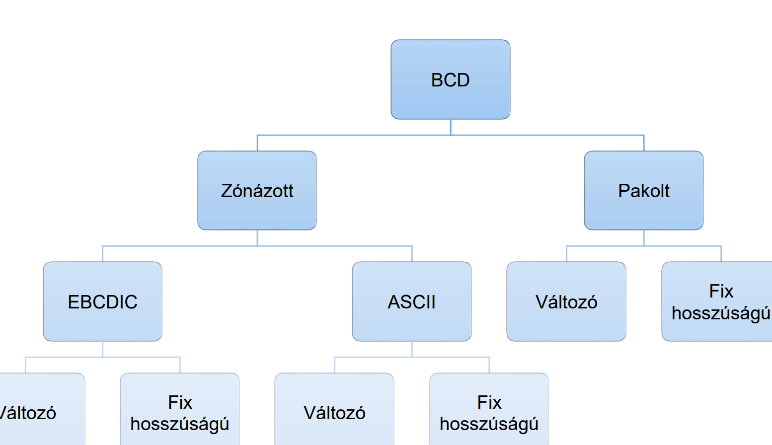 BCD
Zónázott
Pakolt
EBCDIC
ASCII
Változó
Fix
hosszúságú
Változó
Fix
hosszúságú
Változó
Fix
hosszúságú